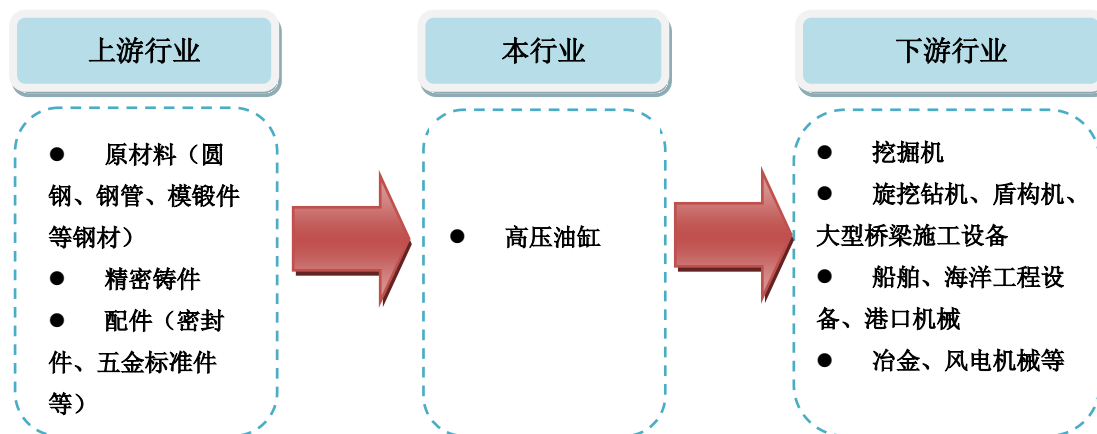 上游行业
● 原材料（圆
钢、钢管、模锻件
等钢材）
● 精密铸件
● 配件（密封
件、五金标准件
等）
本行业
● 高压油缸
下游行业
● 挖掘机
● 旋挖钻机、盾构机、
大型桥梁施工设备
● 船舶、海洋工程设
备、港口机械
● 冶金、风电机械等